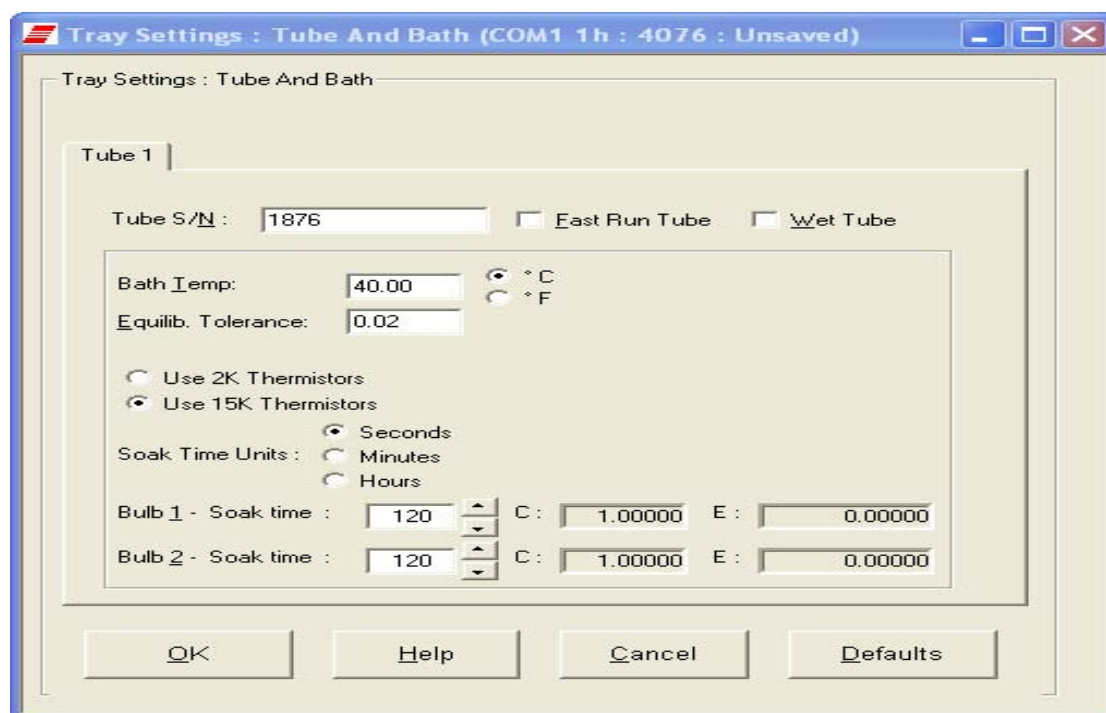 Tray Settings : Tube And Bath (COM1 1h : 4076 : Unsaved)
Tray Settings : Tube And Bath
Tube 1
Tube S/N : 1876 Fast Run Tube Wet Tube
Bath Temp: 40.00 ° C
° F
Equilib. Tolerance: 0.02
Use 2K Thermistors
Use 15K Thermistors
Seconds
Soak Time Units : Minutes
Hours
Bulb 1 - Soak time : 120 C : 1.00000 E : 0.00000
Bulb 2 - Soak time : 120 C : 1.00000 E : 0.00000
OK Help Cancel Defaults